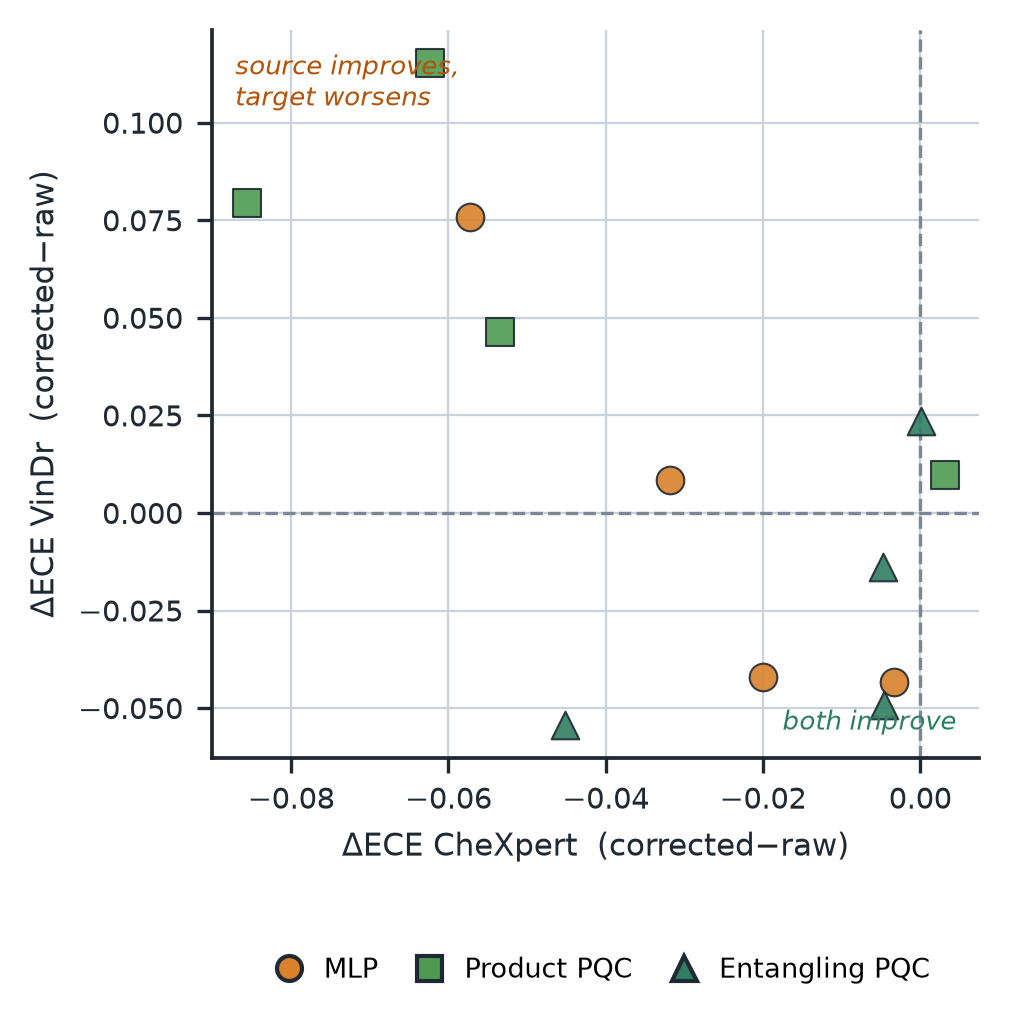 source improves,
target worsens
0.100
0.075
0.050
0.025
0.000
−0.025
−0.050
ΔECE VinDr (corrected−raw)
both improve
−0.08
−0.06
−0.04
−0.02
0.00
ΔECE CheXpert (corrected−raw)
MLP
Product PQC
Entangling PQC